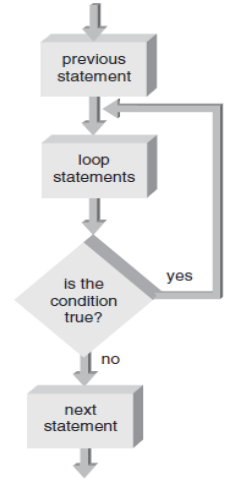 previous
statement
loop
statements
is the
condition
true?
yes
no
next
statement